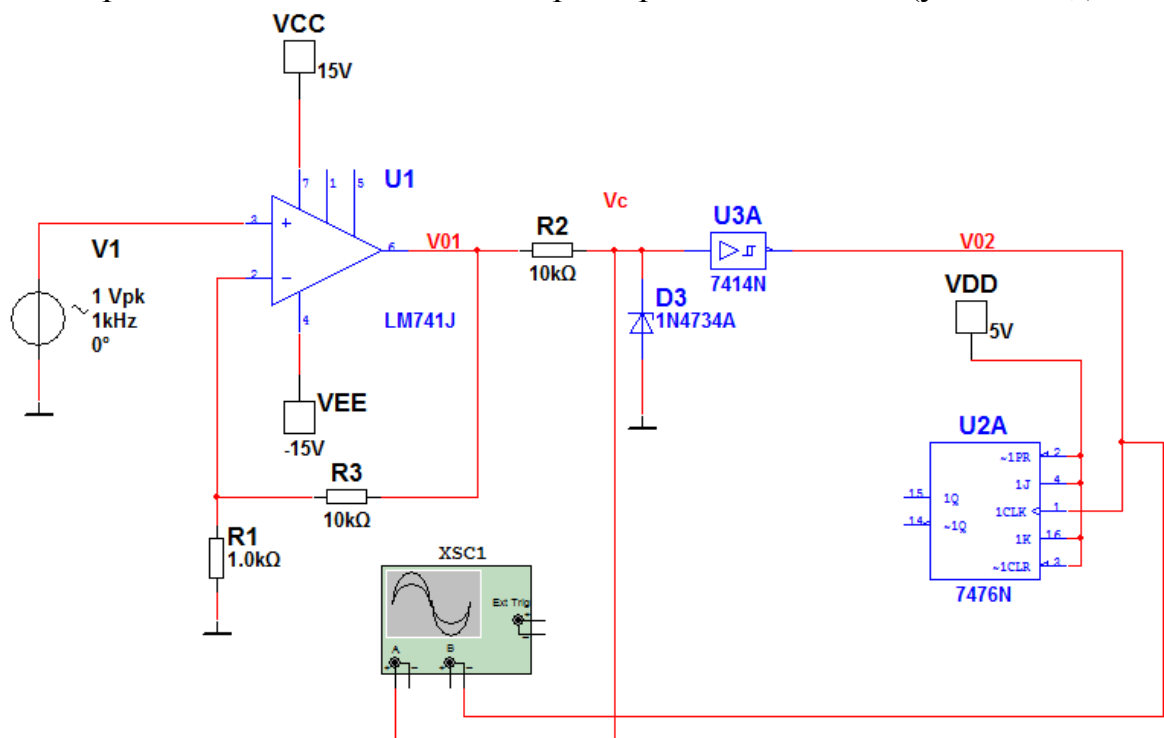 VCC
15V
7
1
5
U1
3
+
2
−
6
4
V01
LM741J
V1
1 Vpk
1kHz
0°
VEE
-15V
R3
10kΩ
R1
1.0kΩ
R2
10kΩ
Vc
U3A
7414N
V02
D3
1N4734A
VDD
5V
U2A
~1PR
2
1J
4
15
1Q
1CLK
1
14
~1Q
1K
16
~1CLR
3
7476N
XSC1
Ext Trig
+
−
A
B
+
−
+
−